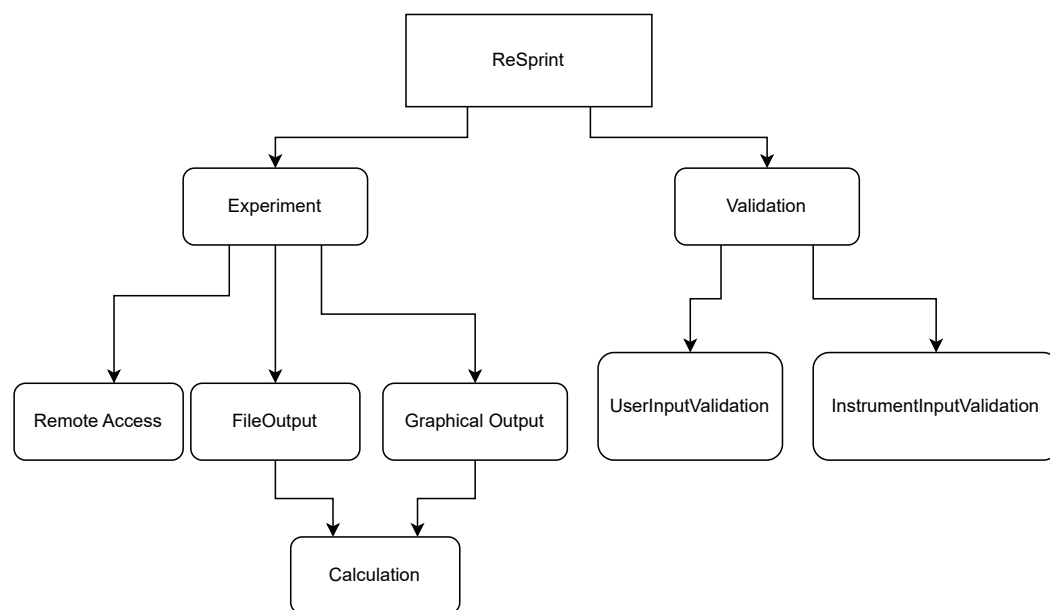 ReSprint
Experiment
Validation
Remote Access
FileOutput
Graphical Output
UserInputValidation
InstrumentInputValidation
Calculation